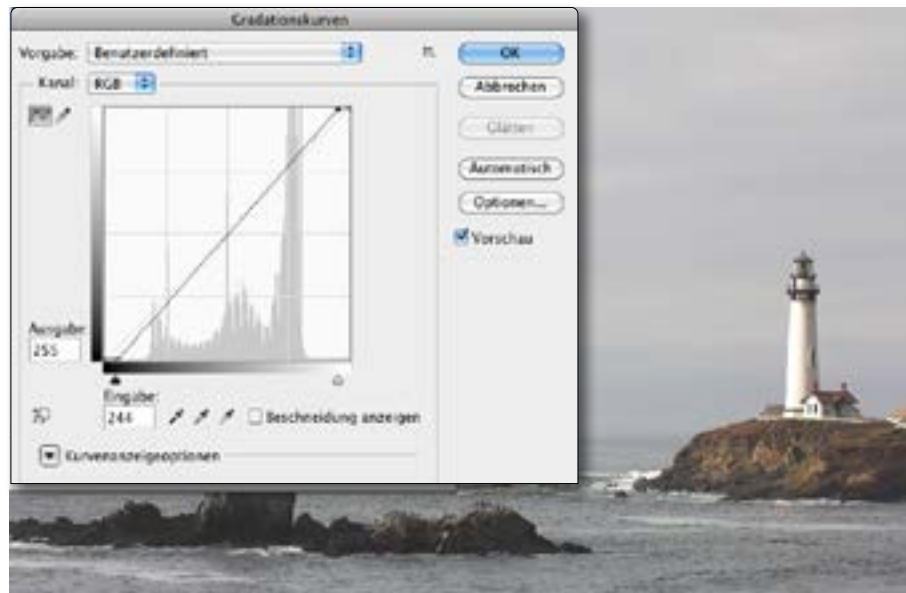 Gradationskurven
Vorgabe: Benutzerdefiniert
OK
Kanal: RGB
Abbrechen
Glätten
Automatisch
Optionen...
Vorschau
Ausgabe:
255
Eingabe:
244
Beschneidung anzeigen
Kurvenanzeigeoptionen